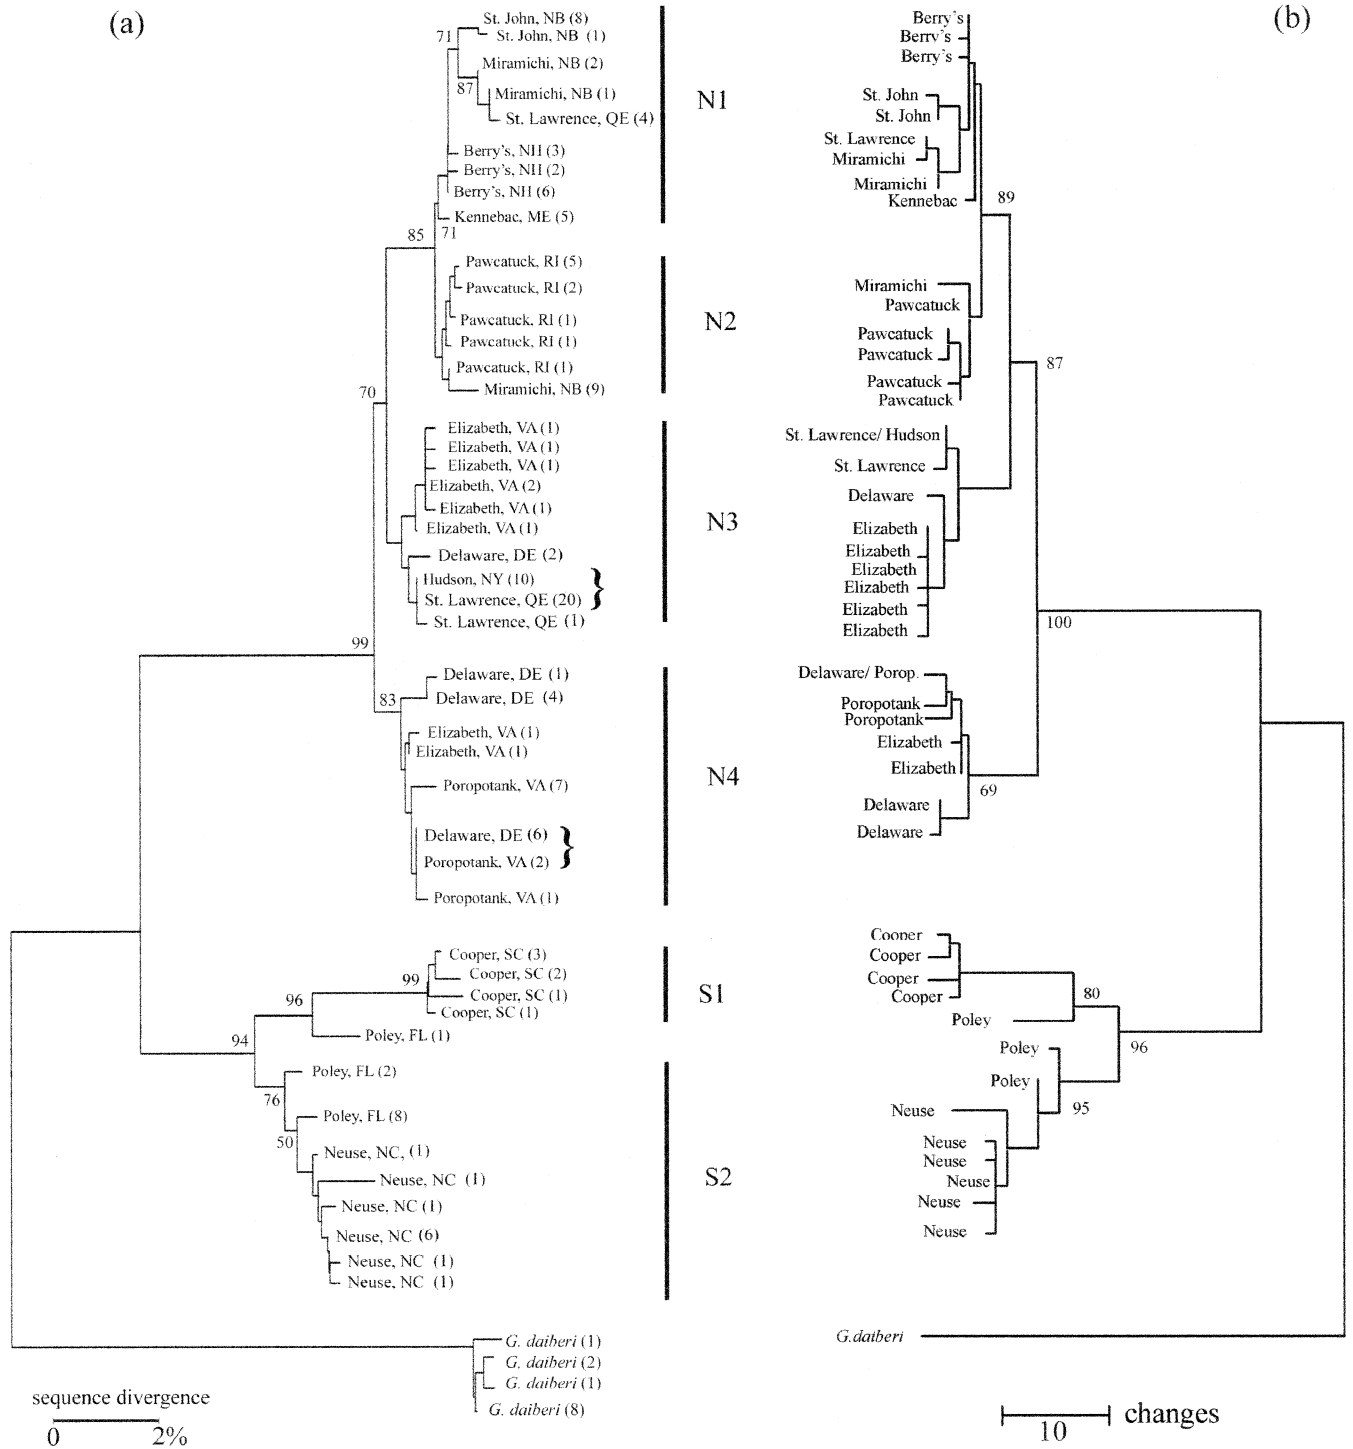 (a)
St. John, NB (8)
71
St. John, NB (1)
Miramichi, NB (2)
87
Miramichi, NB (1)
St. Lawrence, QE (4)
Berry's, NH (3)
Berry's, NH (2)
Berry's, NH (6)
Kennebac, ME (5)
85
71
Pawcatuck, RI (5)
Pawcatuck, RI (2)
Pawcatuck, RI (1)
Pawcatuck, RI (1)
Pawcatuck, RI (1)
Miramichi, NB (9)
70
Elizabeth, VA (1)
Elizabeth, VA (1)
Elizabeth, VA (1)
Elizabeth, VA (2)
Elizabeth, VA (1)
Elizabeth, VA (1)
Delaware, DE (2)
Hudson, NY (10)
St. Lawrence, QE (20)
}
St. Lawrence, QE (1)
99
Delaware, DE (1)
83
Delaware, DE (4)
Elizabeth, VA (1)
Elizabeth, VA (1)
Poropotank, VA (7)
Delaware, DE (6)
Poropotank, VA (2)
}
Poropotank, VA (1)
Cooper, SC (3)
99
Cooper, SC (2)
96
Cooper, SC (1)
Cooper, SC (1)
94
Poley, FL (1)
Poley, FL (2)
76
Poley, FL (8)
50
Neuse, NC, (1)
Neuse, NC (1)
Neuse, NC (1)
Neuse, NC (6)
Neuse, NC (1)
Neuse, NC (1)
G. daiberi (1)
G. daiberi (2)
G. daiberi (1)
G. daiberi (8)
sequence divergence
0 2%
N1
N2
N3
N4
S1
S2
(b)
Berry's
Berry's
Berry's
St. John
St. John
St. Lawrence
Miramichi
Miramichi
Kennebac
89
Miramichi
Pawcatuck
Pawcatuck
Pawcatuck
87
Pawcatuck
Pawcatuck
St. Lawrence/ Hudson
St. Lawrence
Delaware
Elizabeth
Elizabeth
Elizabeth
Elizabeth
Elizabeth
Elizabeth
100
Delaware/ Porop.
Poropotank
Poropotank
Elizabeth
Elizabeth
69
Delaware
Delaware
Cooper
Cooper
Cooper
Cooper
80
Poley
96
Poley
Poley
95
Neuse
Neuse
Neuse
Neuse
Neuse
Neuse
G.daiberi
changes
10